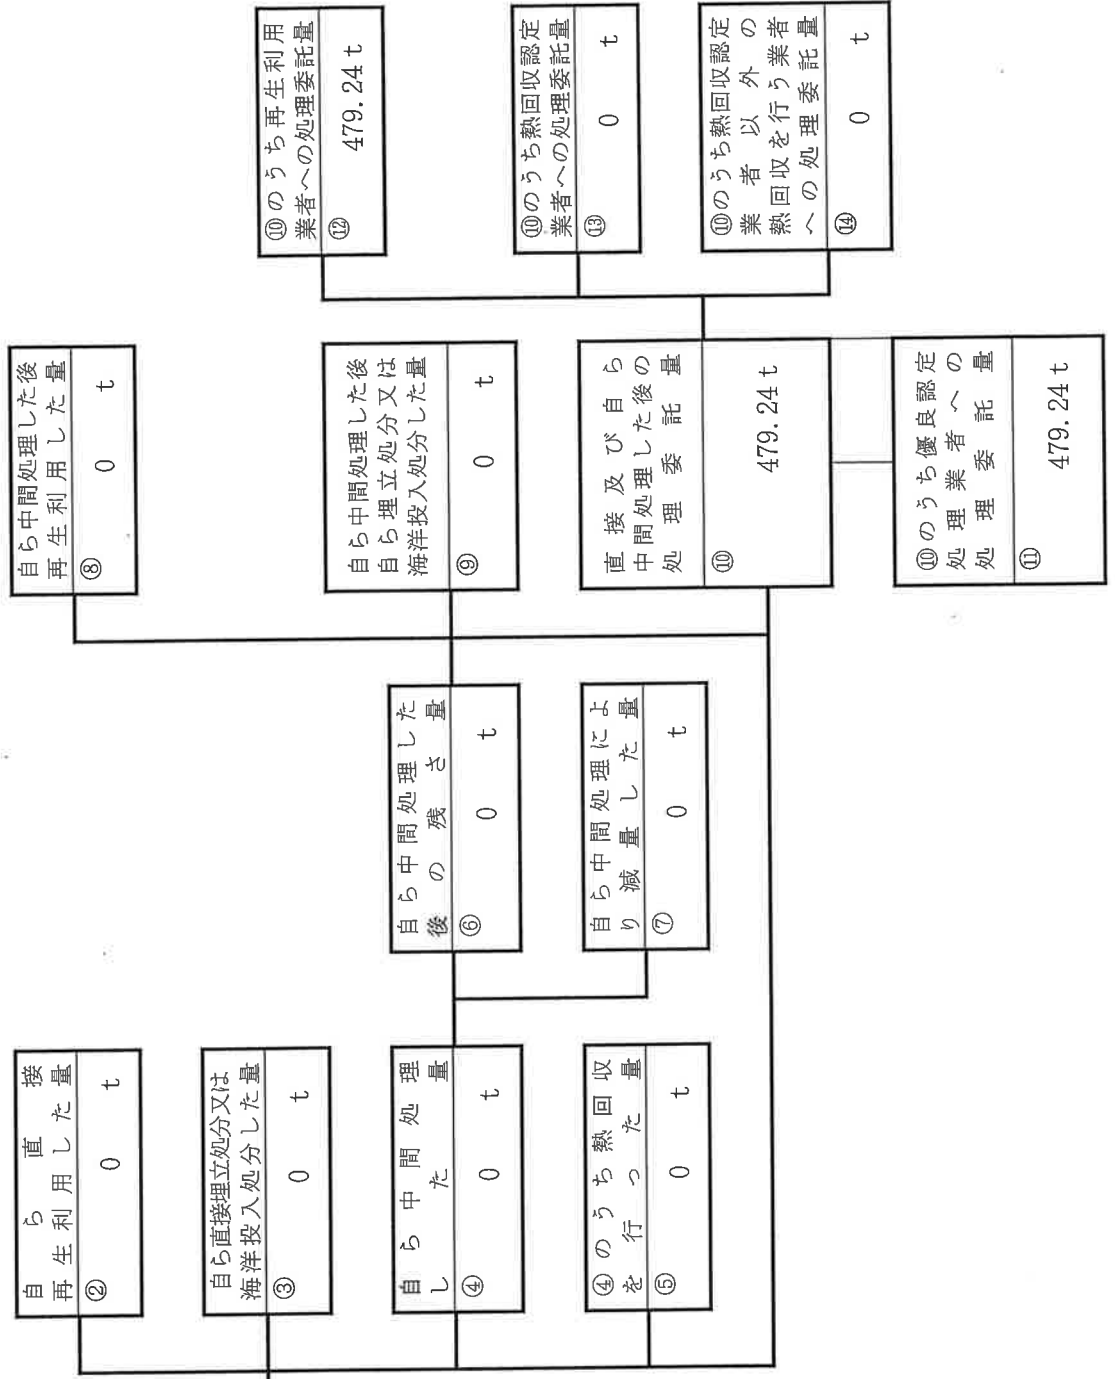 自ら直接
再生利用した量
② 0 t
自ら直接埋立処分又は
海洋投入処分した量
③ 0 t
自ら中間処理
した量
④ 0 t
④のうち熱回収
を行った量
⑤ 0 t
自ら中間処理した
後の残さ量
⑥ 0 t
自ら中間処理によ
り減量した量
⑦ 0 t
自ら中間処理した後
再生利用した量
⑧ 0 t
自ら中間処理した後
自ら埋立処分又は
海洋投入処分した量
⑨ 0 t
直接及び自ら
中間処理した後の
処理委託量
⑩ 479.24 t
⑩のうち優良認定
処理業者への
処理委託量
⑪ 479.24 t
⑩のうち再生利用
業者への処理委託量
⑫ 479.24 t
⑩のうち熱回収認定
業者への処理委託量
⑬ 0 t
⑩のうち熱回収認定
業者以外の
熱回収を行う業者
への処理委託量
⑭ 0 t